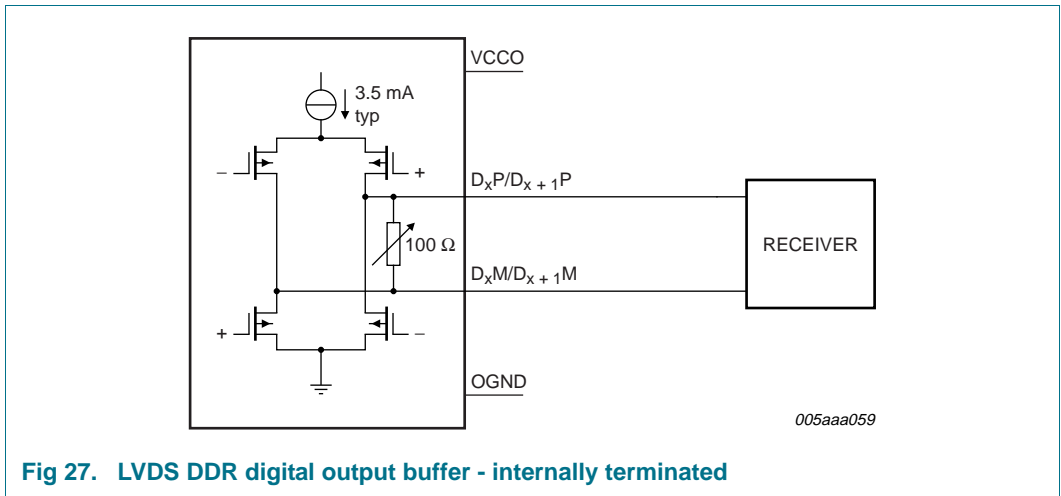 VCCO
3.5 mA
typ
−
+
DxP/Dx + 1P
100 Ω
RECEIVER
DxM/Dx + 1M
+
−
OGND
005aaa059
Fig 27. LVDS DDR digital output buffer - internally terminated